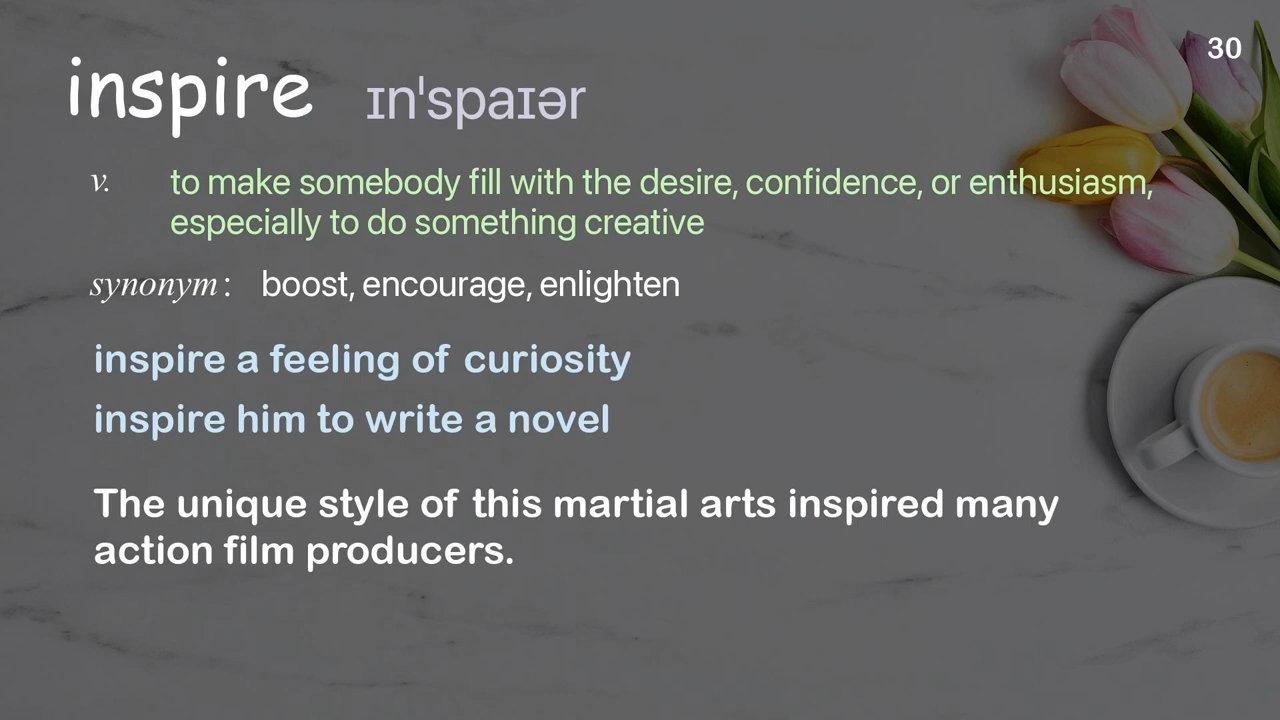 30
inspire ɪn'spaɪər
v. to make somebody fill with the desire, confidence, or enthusiasm,
especially to do something creative
synonym: boost, encourage, enlighten
inspire a feeling of curiosity
inspire him to write a novel
The unique style of this martial arts inspired many
action film producers.